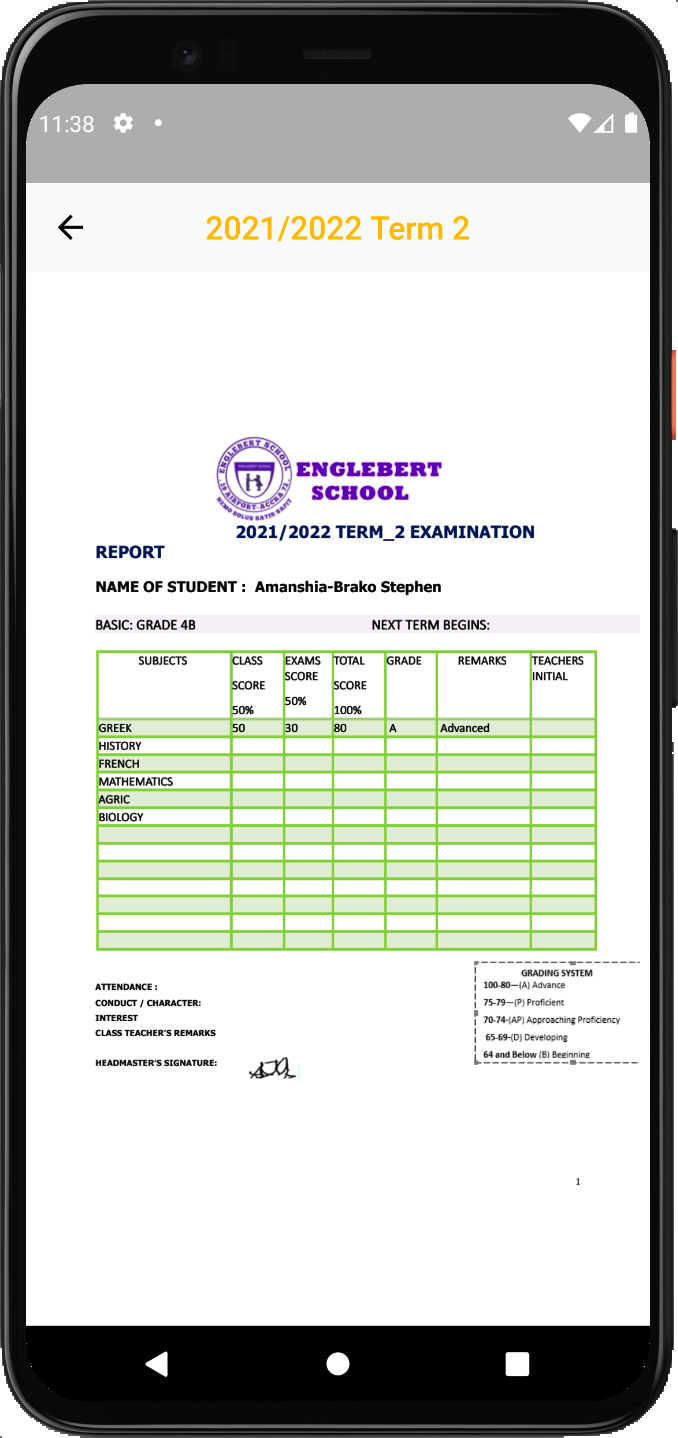 11:38
2021/2022 Term 2
ENGLEBERT SCHOOL
19 AIRPORT-ACCRA 72
NEMO SOLUS SATIS SAPIT
ENGLEBERT
SCHOOL
2021/2022 TERM_2 EXAMINATION
REPORT
NAME OF STUDENT : Amanshia-Brako Stephen
BASIC: GRADE 4B NEXT TERM BEGINS:
SUBJECTS CLASS SCORE 50% EXAMS SCORE 50% TOTAL SCORE 100% GRADE REMARKS TEACHERS INITIAL
GREEK 50 30 80 A Advanced
HISTORY
FRENCH
MATHEMATICS
AGRIC
BIOLOGY
ATTENDANCE :
CONDUCT / CHARACTER:
INTEREST
CLASS TEACHER'S REMARKS
HEADMASTER'S SIGNATURE:
GRADING SYSTEM
100-80—(A) Advance
75-79—(P) Proficient
70-74-(AP) Approaching Proficiency
65-69-(D) Developing
64 and Below (B) Beginning
1